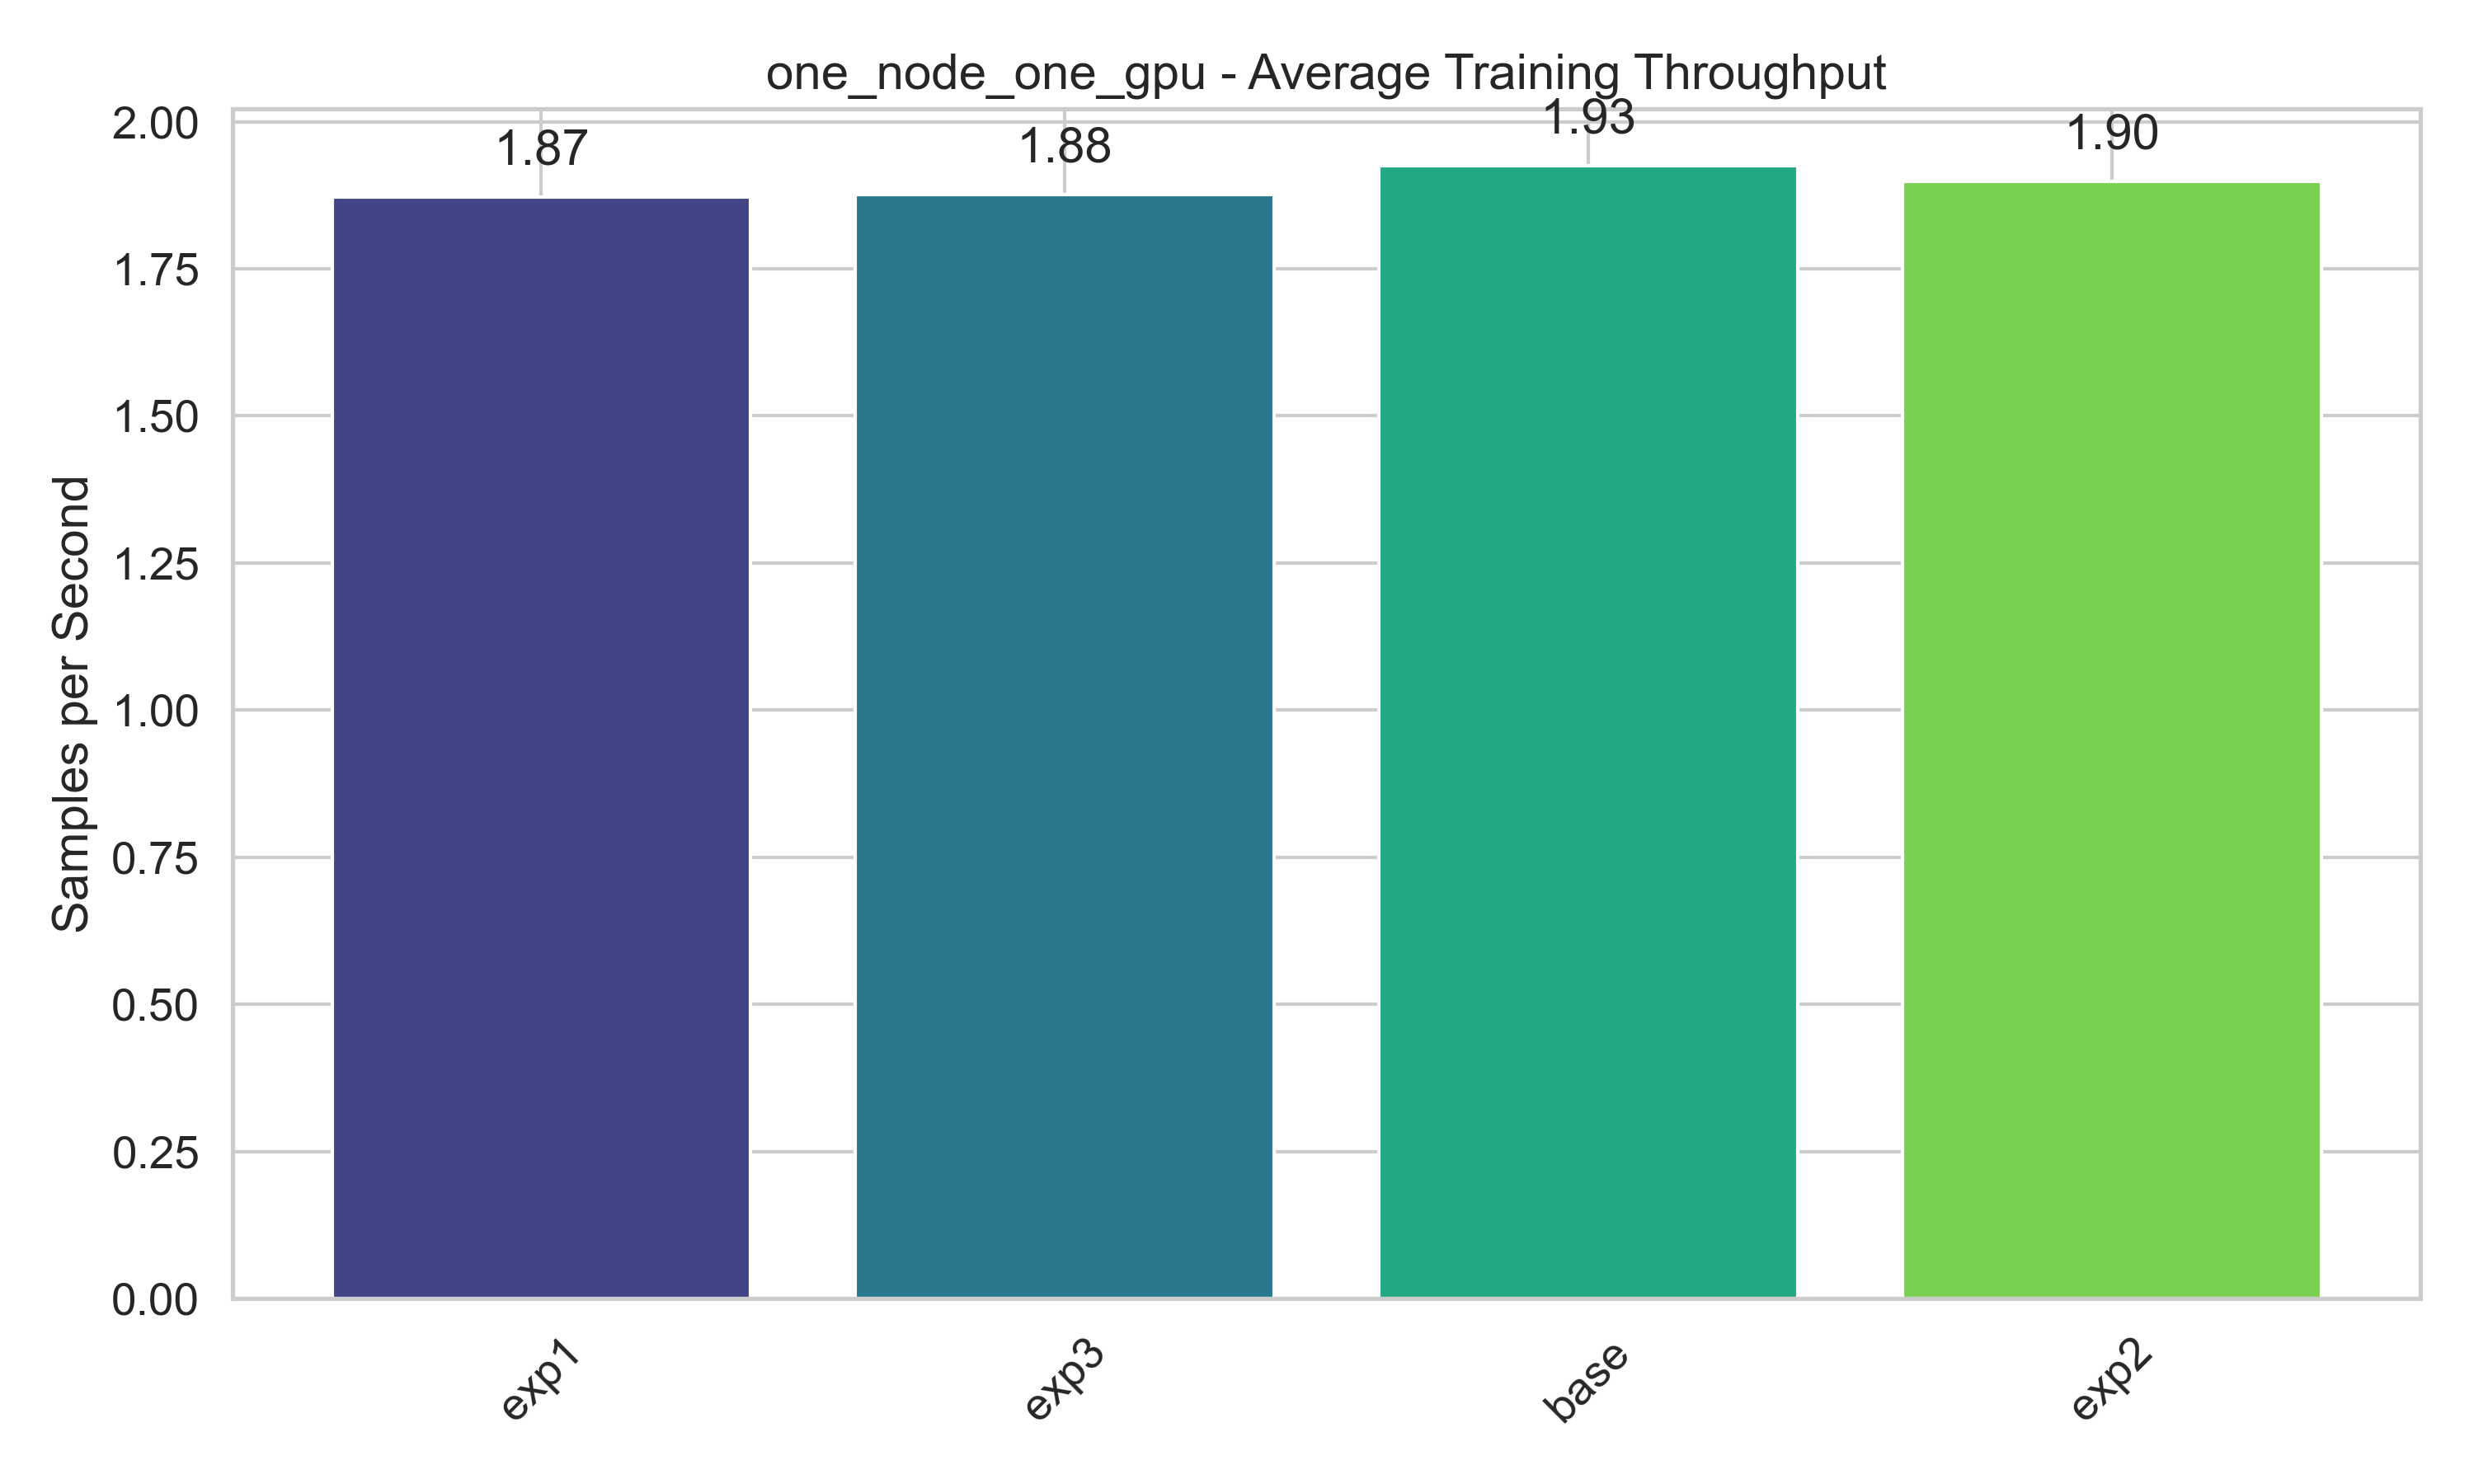 one_node_one_gpu - Average Training Throughput
1.87
1.88
1.93
1.90
2.00
1.75
1.50
1.25
1.00
0.75
0.50
0.25
0.00
Samples per Second
exp1
exp3
base
exp2